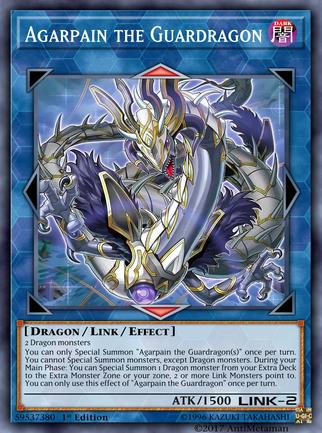 AGARPAIN THE GUARDRAGON
DARK
闇
[DRAGON / LINK / EFFECT]
2 Dragon monsters
You can only Special Summon "Agarpain the Guardragon(s)" once per turn.
You cannot Special Summon monsters, except Dragon monsters. During your
Main Phase: You can Special Summon 1 Dragon monster from your Extra Deck
to the Extra Monster Zone or your zone, 2 or more Link Monsters point to.
You can only use this effect of "Agarpain the Guardragon" once per turn.
ATK/1500 LINK-2
59537380 1st Edition ©1996 KAZUKI TAKAHASHI
©2017 AntiMetaman